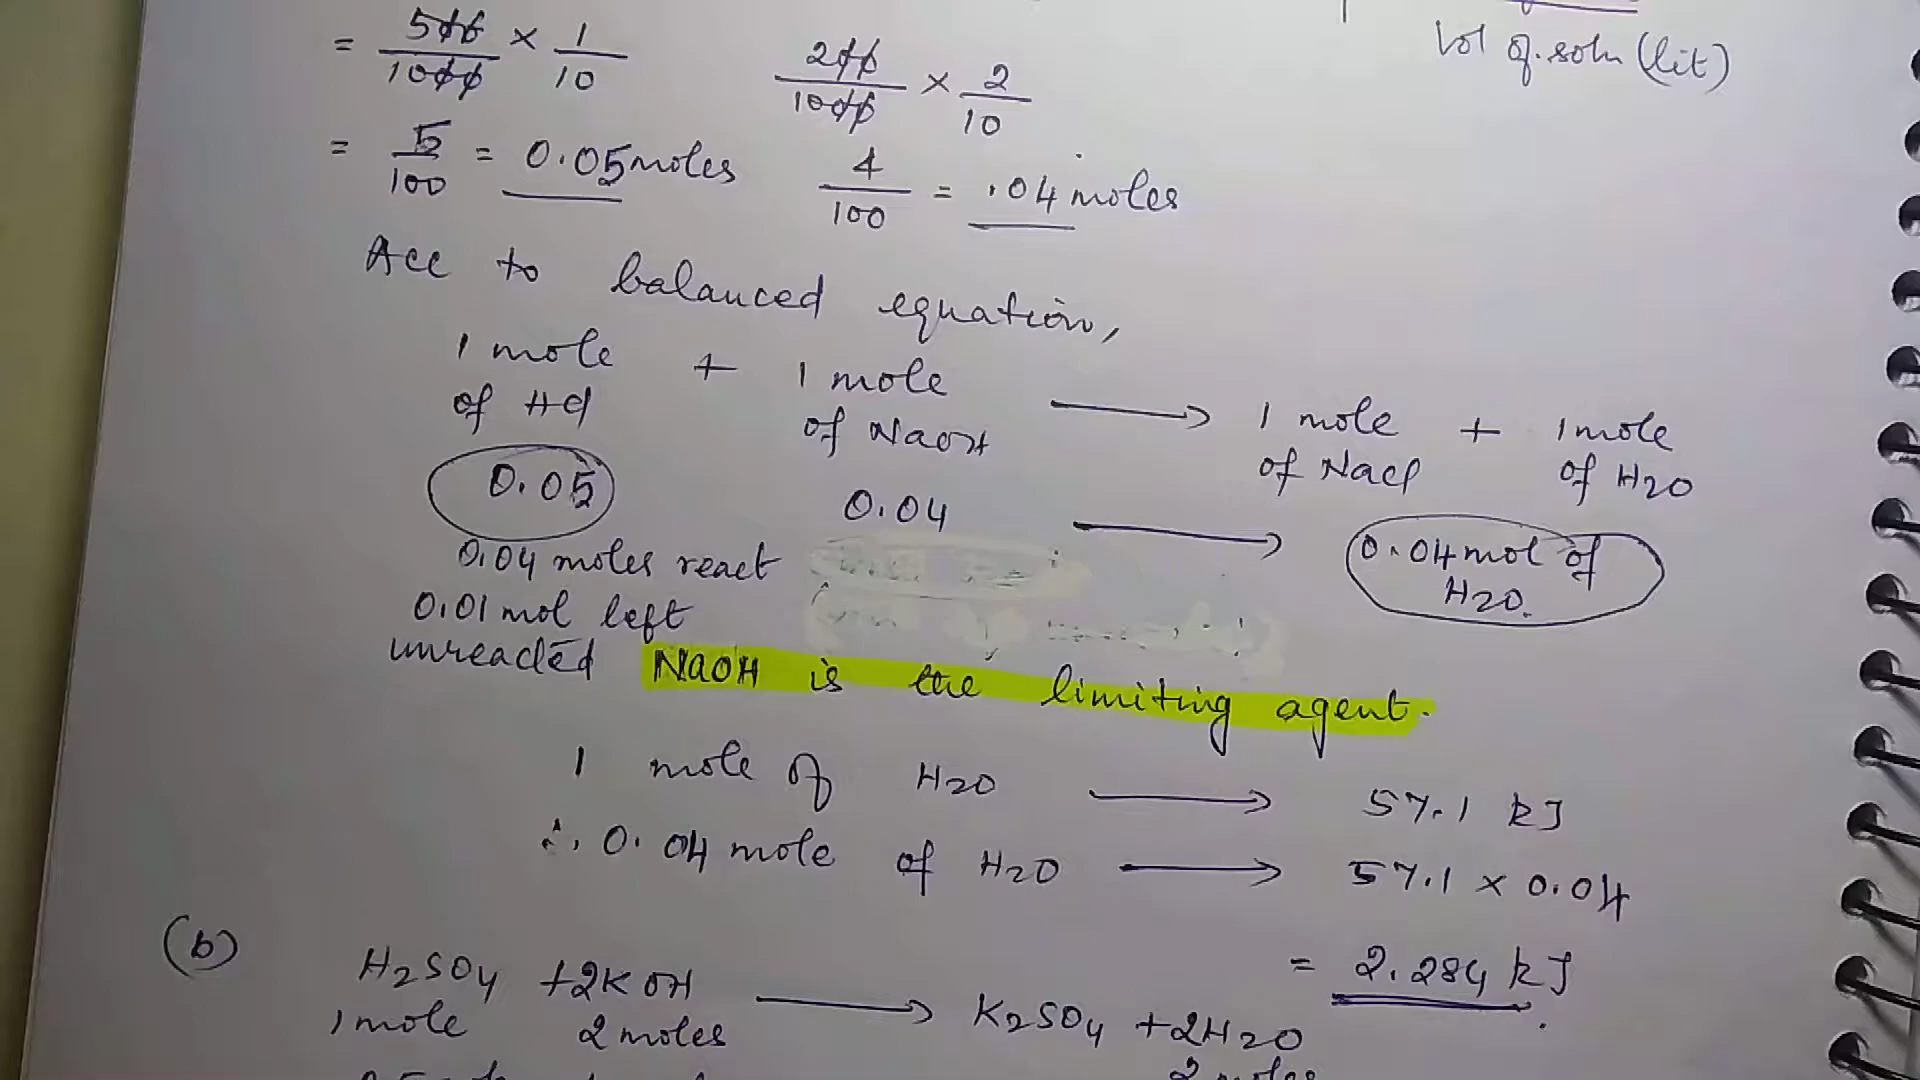 Vol of. soln (lit)
= 500/1000 × 1/10    200/1000 × 2/10
= 5/100 = 0.05 moles    4/100 = .04 moles
Acc to balanced equation,
1 mole of HCl + 1 mole of NaOH ⟶ 1 mole of NaCl + 1 mole of H2O
0.05    0.04 ⟶ 0.04 mol of H2O.
0.04 moles react
0.01 mol left
unreacted NaOH is the limiting agent.
1 mole of H2O ⟶ 57.1 kJ
∴ 0.04 mole of H2O ⟶ 57.1 × 0.04
= 2.284 kJ.
(b) H2SO4 + 2KOH ⟶ K2SO4 + 2H2O
1 mole 2 moles 2 moles